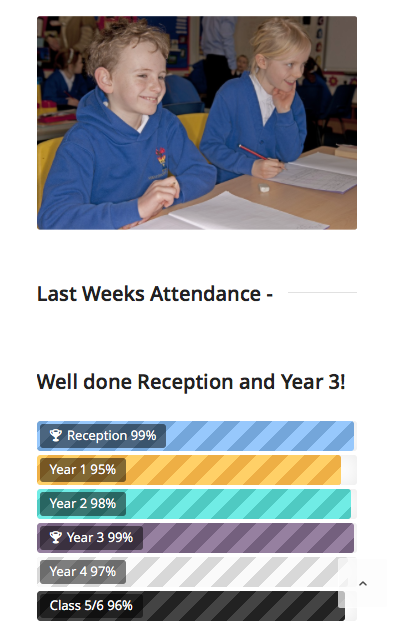 Last Weeks Attendance -
Well done Reception and Year 3!
Reception 99%
Year 1 95%
Year 2 98%
Year 3 99%
Year 4 97%
Class 5/6 96%